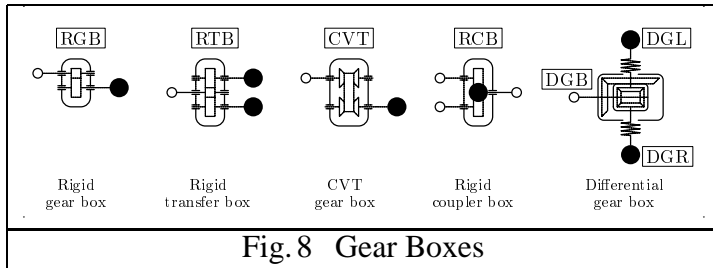 RGB RTB CVT RCB DGL
DGB
DGR
Rigid Rigid CVT Rigid Differential
gear box transfer box gear box coupler box gear box
Fig. 8 Gear Boxes